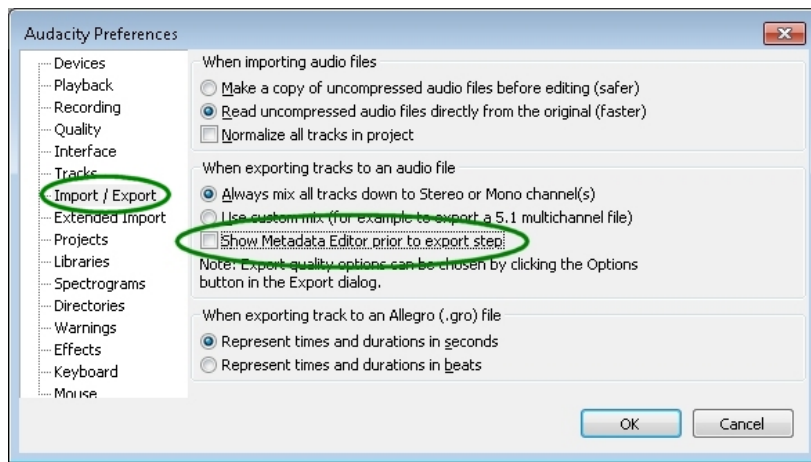 Audacity Preferences
Devices
Playback
Recording
Quality
Interface
Tracks
Import / Export
Extended Import
Projects
Libraries
Spectrograms
Directories
Warnings
Effects
Keyboard
Mouse
When importing audio files
Make a copy of uncompressed audio files before editing (safer)
Read uncompressed audio files directly from the original (faster)
Normalize all tracks in project
When exporting tracks to an audio file
Always mix all tracks down to Stereo or Mono channel(s)
Use custom mix (for example to export a 5.1 multichannel file)
Show Metadata Editor prior to export step
Note: Export quality options can be chosen by clicking the Options
button in the Export dialog.
When exporting track to an Allegro (.gro) file
Represent times and durations in seconds
Represent times and durations in beats
OK
Cancel